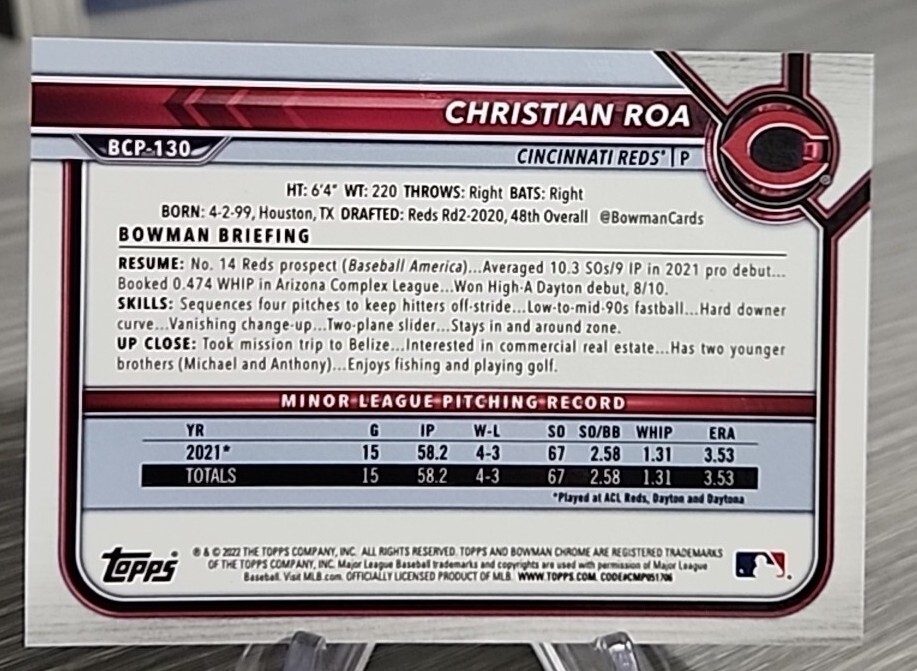 CHRISTIAN ROA
BCP-130
CINCINNATI REDS® | P
HT: 6'4" WT: 220 THROWS: Right BATS: Right
BORN: 4-2-99, Houston, TX DRAFTED: Reds Rd2-2020, 48th Overall @BowmanCards
BOWMAN BRIEFING
RESUME: No. 14 Reds prospect (Baseball America)...Averaged 10.3 SOs/9 IP in 2021 pro debut...
Booked 0.474 WHIP in Arizona Complex League...Won High-A Dayton debut, 8/10.
SKILLS: Sequences four pitches to keep hitters off-stride...Low-to-mid-90s fastball...Hard downer
curve...Vanishing change-up...Two-plane slider...Stays in and around zone.
UP CLOSE: Took mission trip to Belize...Interested in commercial real estate...Has two younger
brothers (Michael and Anthony)...Enjoys fishing and playing golf.
MINOR LEAGUE PITCHING RECORD
YR G IP W-L SO SO/BB WHIP ERA
2021* 15 58.2 4-3 67 2.58 1.31 3.53
TOTALS 15 58.2 4-3 67 2.58 1.31 3.53
*Played at ACL Reds, Dayton and Daytona
Topps
® & © 2022 THE TOPPS COMPANY, INC. ALL RIGHTS RESERVED. TOPPS AND BOWMAN CHROME ARE REGISTERED TRADEMARKS
OF THE TOPPS COMPANY, INC. Major League Baseball trademarks and copyrights are used with permission of Major League
Baseball. Visit MLB.com. OFFICIALLY LICENSED PRODUCT OF MLB. WWW.TOPPS.COM. CODE#CMP051706